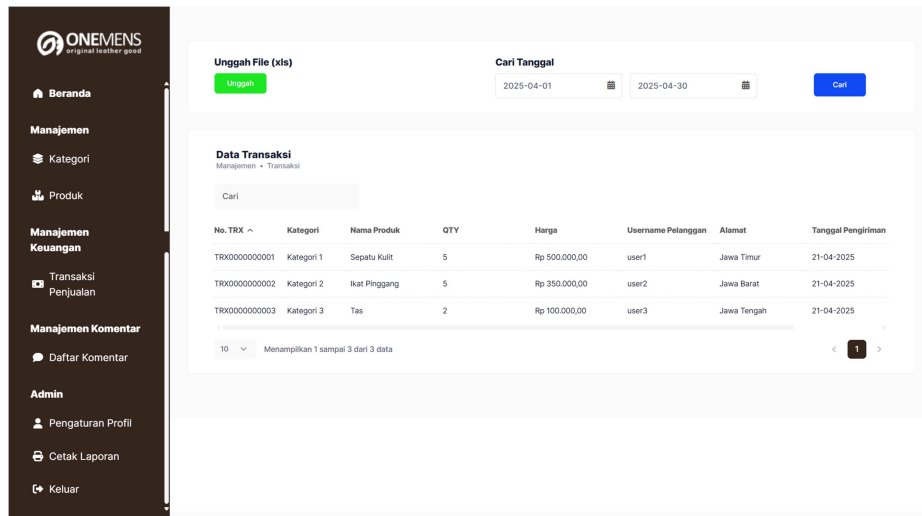 ONEMENS
original leather good
Beranda
Manajemen
Kategori
Produk
Manajemen
Keuangan
Transaksi
Penjualan
Manajemen Komentar
Daftar Komentar
Admin
Pengaturan Profil
Cetak Laporan
Keluar
Unggah File (xls)
Unggah
Cari Tanggal
2025-04-01 2025-04-30 Cari
Data Transaksi
Manajemen • Transaksi
Cari
No. TRX Kategori Nama Produk QTY Harga Username Pelanggan Alamat Tanggal Pengiriman
TRX0000000001 Kategori 1 Sepatu Kulit 5 Rp 500.000,00 user1 Jawa Timur 21-04-2025
TRX0000000002 Kategori 2 Ikat Pinggang 5 Rp 350.000,00 user2 Jawa Barat 21-04-2025
TRX0000000003 Kategori 3 Tas 2 Rp 100.000,00 user3 Jawa Tengah 21-04-2025
10 Menampilkan 1 sampai 3 dari 3 data 1